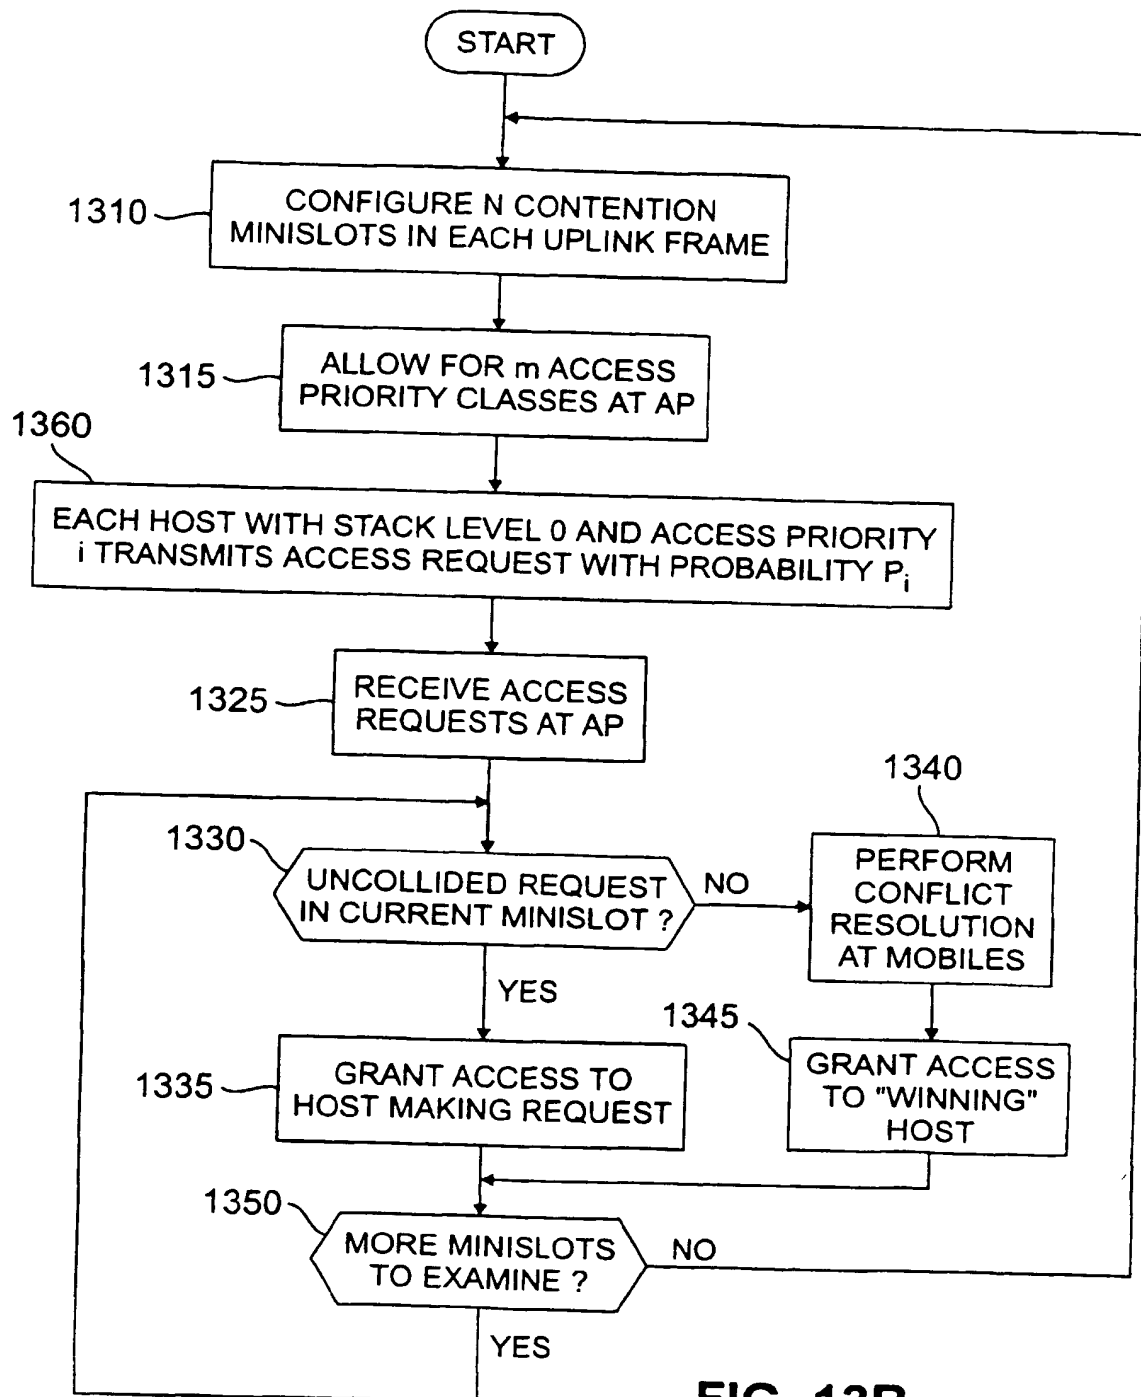 START
1310
CONFIGURE N CONTENTION
MINISLOTS IN EACH UPLINK FRAME
1315
ALLOW FOR m ACCESS
PRIORITY CLASSES AT AP
1360
EACH HOST WITH STACK LEVEL 0 AND ACCESS PRIORITY
i TRANSMITS ACCESS REQUEST WITH PROBABILITY Pi
1325
RECEIVE ACCESS
REQUESTS AT AP
1330
UNCOLLIDED REQUEST
IN CURRENT MINISLOT ?
NO
1340
PERFORM
CONFLICT
RESOLUTION
AT MOBILES
YES
1335
GRANT ACCESS TO
HOST MAKING REQUEST
1345
GRANT ACCESS
TO "WINNING"
HOST
1350
MORE MINISLOTS
TO EXAMINE ?
NO
YES
FIG. 13B